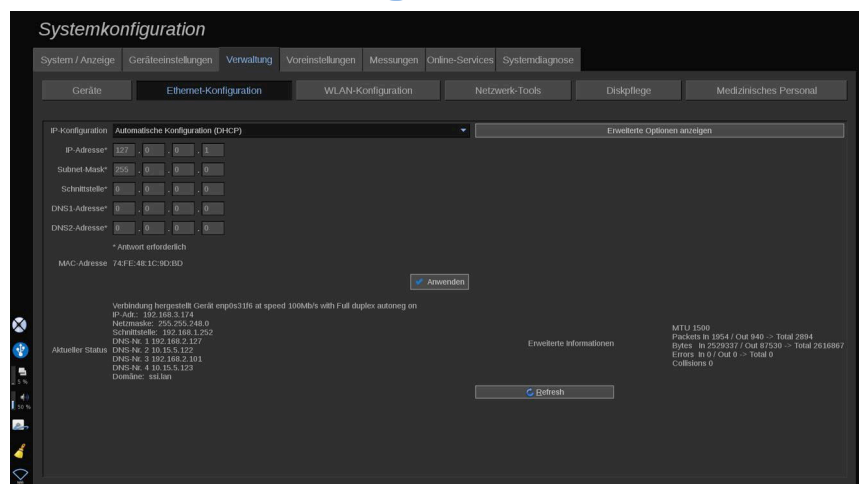 Systemkonfiguration
System / Anzeige Geräteeinstellungen Verwaltung Voreinstellungen Messungen Online-Services Systemdiagnose
Geräte Ethernet-Konfiguration WLAN-Konfiguration Netzwerk-Tools Diskpflege Medizinisches Personal
IP-Konfiguration Automatische Konfiguration (DHCP) Erweiterte Optionen anzeigen
IP-Adresse* 127 . 0 . 0 . 1
Subnet-Mask* 255 . 0 . 0 . 0
Schnittstelle* 0 . 0 . 0 . 0
DNS1-Adresse* 0 . 0 . 0 . 0
DNS2-Adresse* 0 . 0 . 0 . 0
* Antwort erforderlich
MAC-Adresse 74:FE:48:1C:9D:BD
Anwenden
Aktueller Status
Verbindung hergestellt Gerät enp0s31f6 at speed 100Mb/s with Full duplex autoneg on
IP-Adr.: 192.168.3.174
Netzmaske: 255.255.248.0
Schnittstelle: 192.168.1.252
DNS-Nr. 1 192.168.2.127
DNS-Nr. 2 10.15.5.122
DNS-Nr. 3 192.168.2.101
DNS-Nr. 4 10.15.5.123
Domäne: ssi.lan
Erweiterte Informationen
MTU 1500
Packets In 1954 / Out 940 -> Total 2894
Bytes In 2529337 / Out 87530 -> Total 2616867
Errors In 0 / Out 0 -> Total 0
Collisions 0
Refresh
5 %
50 %